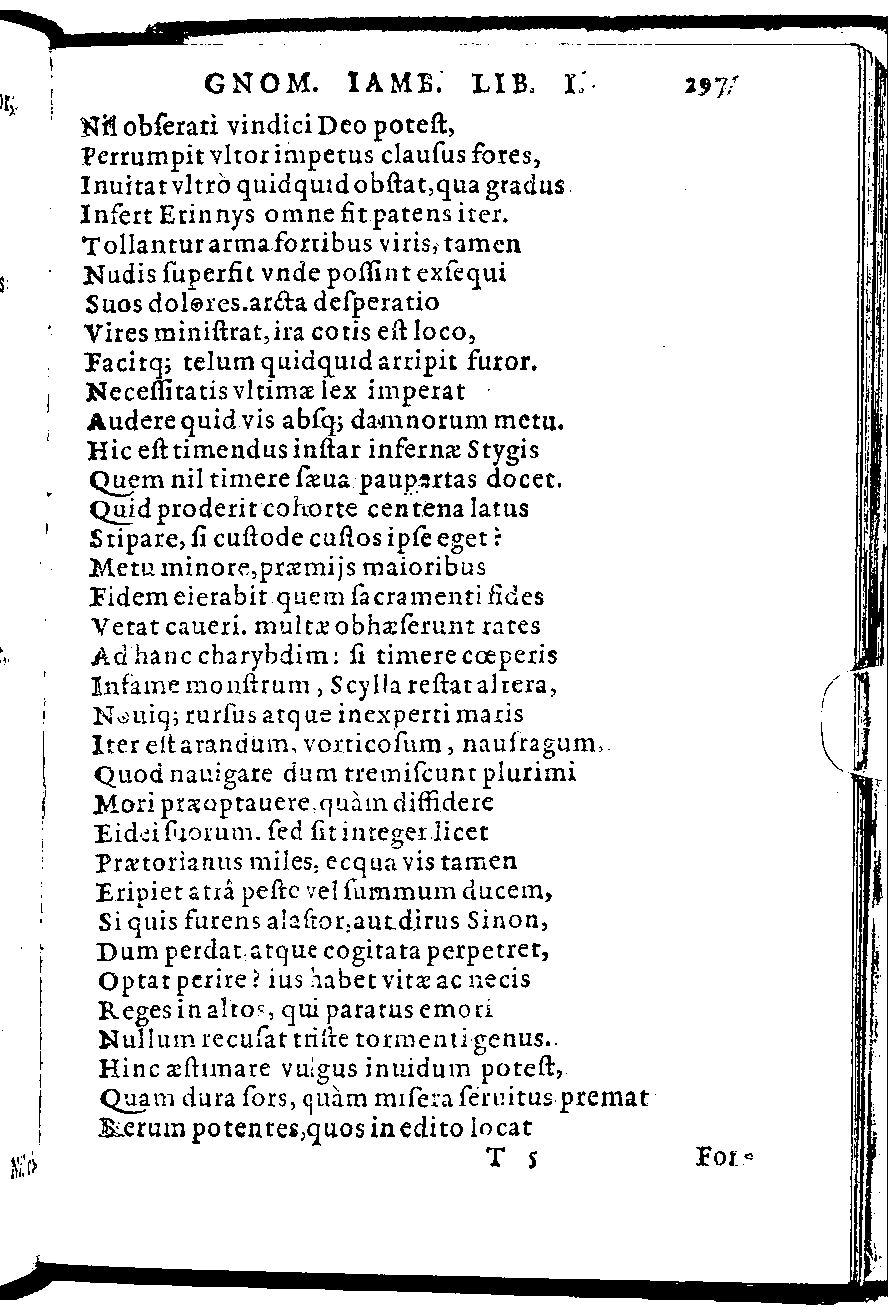 GNOM. IAMB. LIB. I. 297
Nil obſerati vindici Deo poteſt,
Perrumpit vltor impetus clauſus fores,
Inuitat vltrò quidquid obſtat, qua gradus
Infert Erinnys omne fit patens iter.
Tollantur arma fortibus viris, tamen
Nudis ſuperfit vnde poſſint exſequi
Suos dolores. arcta deſperatio
Vires miniſtrat, ira cotis eſt loco,
Facitq; telum quidquid arripit furor.
Neceſſitatis vltimæ lex imperat
Audere quid vis abſq; damnorum metu.
Hic eſt timendus inſtar infernæ Stygis
Quem nil timere ſæua paupertas docet.
Quid proderit cohorte centena latus
Stipare, ſi cuſtode cuſtos ipſe eget?
Metu minore, præmijs maioribus
Fidem eierabit quem ſacramenti fides
Vetat caueri. multæ obhæſerunt rates
Ad hanc charybdim: ſi timere cœperis
Infame monſtrum, Scylla reſtat altera,
Nouiq; rurſus atque inexperti maris
Iter eſt arandum, vorticoſum, naufragum,
Quod nauigare dum tremiſcunt plurimi
Mori præoptauere, quàm diffidere
Fidei ſuorum. ſed ſit integer licet
Prætorianus miles, ecqua vis tamen
Eripiet atrâ peſte vel ſummum ducem,
Si quis furens alaſtor, aut dirus Sinon,
Dum perdat atque cogitata perpetret,
Optat perire? ius habet vitæ ac necis
Reges in altos, qui paratus emori
Nullum recuſat triſte tormenti genus.
Hinc æſtimare vulgus inuidum poteſt,
Quam dura ſors, quàm miſera ſeruitus premat
Rerum potentes, quos in edito locat
T 5 For-